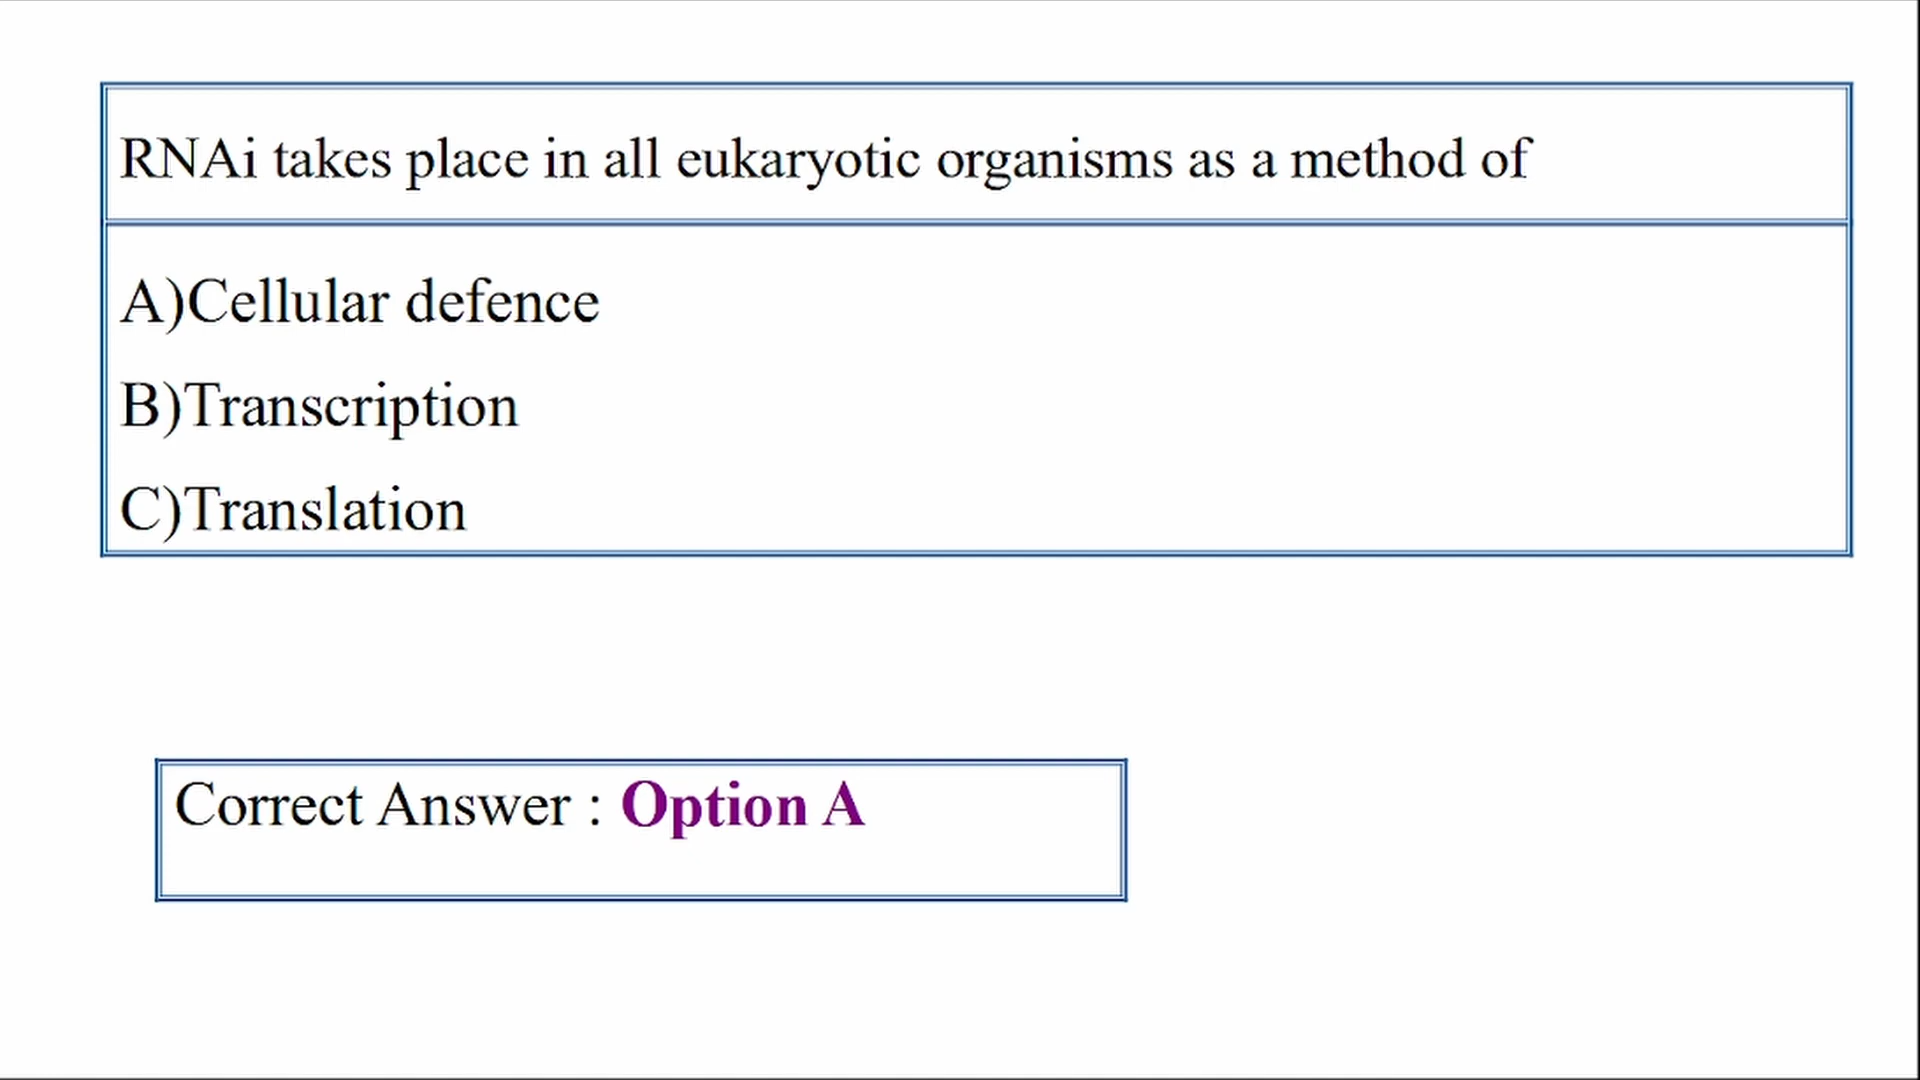 RNAi takes place in all eukaryotic organisms as a method of
A)Cellular defence
B)Transcription
C)Translation
Correct Answer : Option A